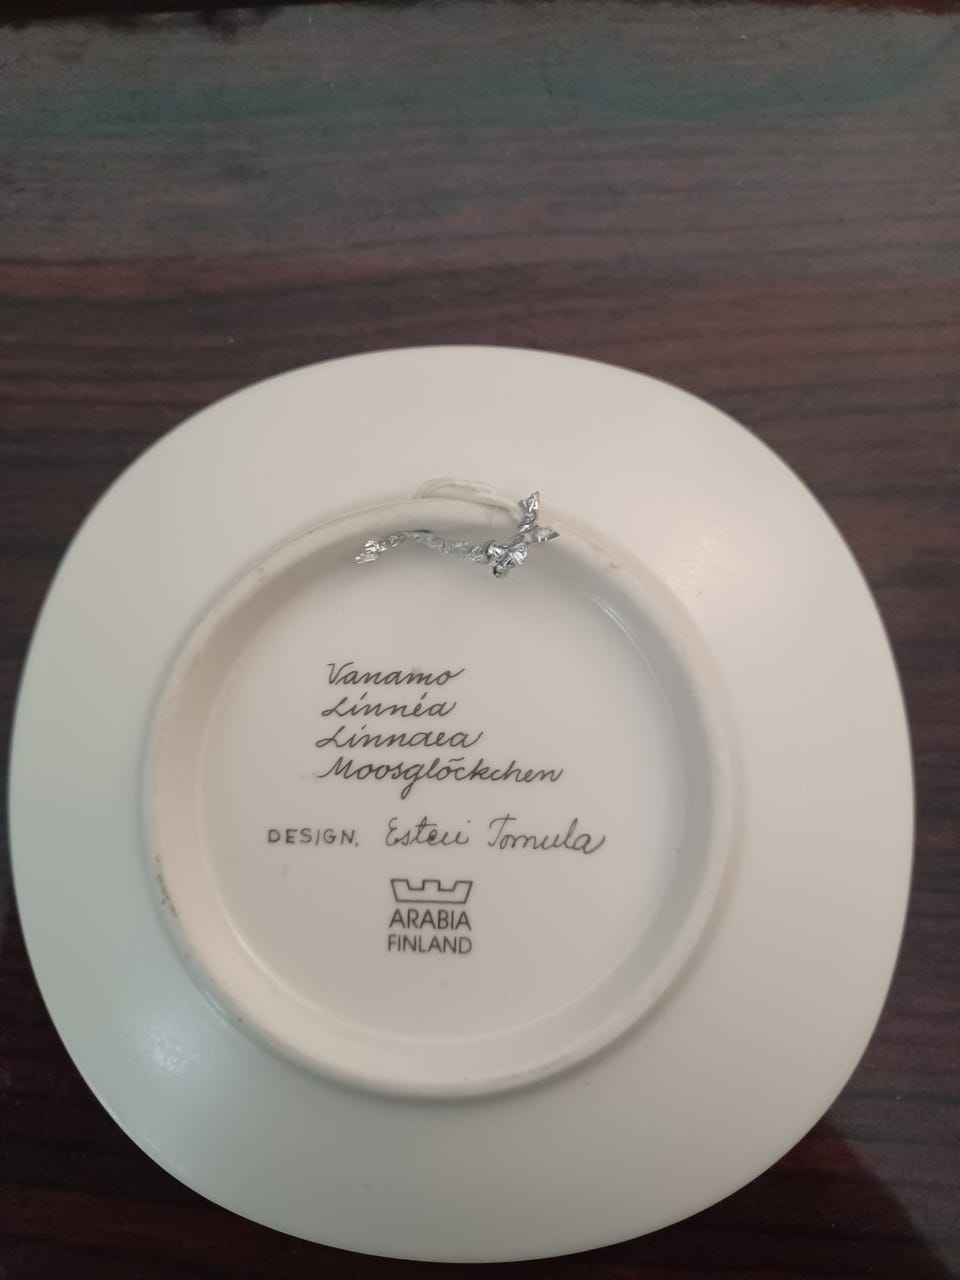 Vanamo
Linnéa
Linnaea
Moosglöckchen
DESIGN. Esteri Tomula
ARABIA
FINLAND